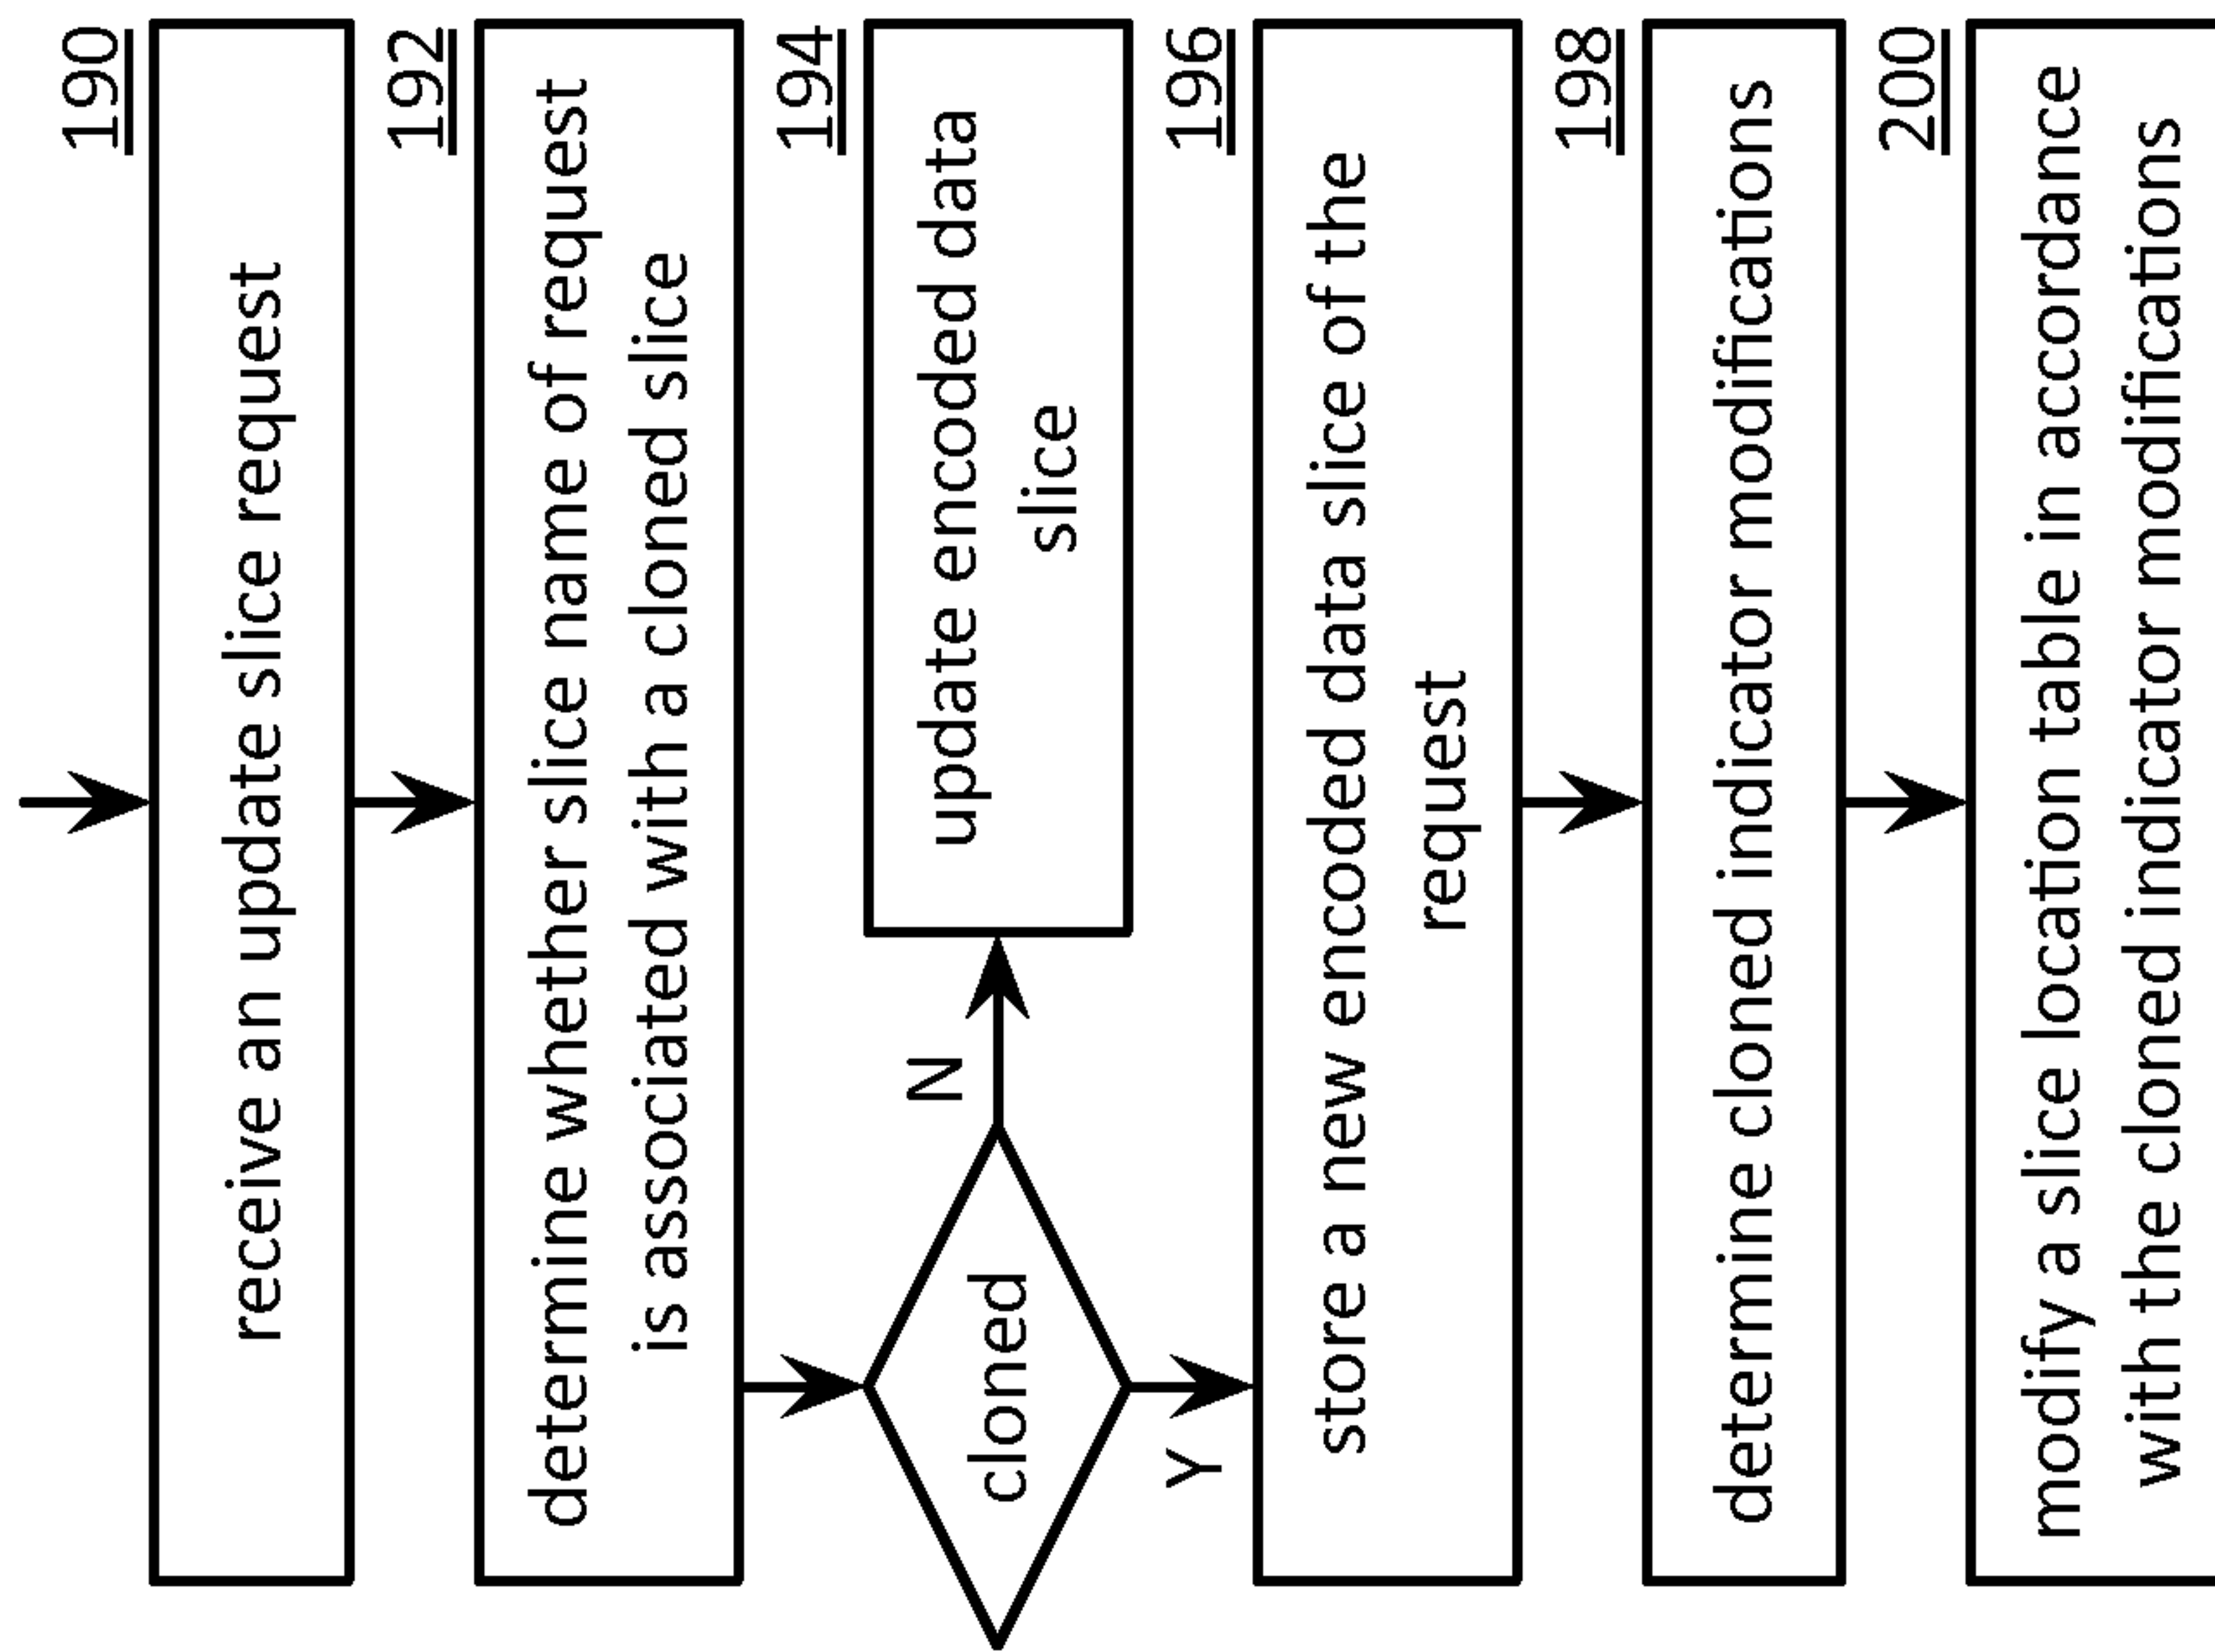 190
receive an update slice request
192
determine whether slice name of request
is associated with a cloned slice
cloned
N
Y
194
update encoded data
slice
196
store a new encoded data slice of the
request
198
determine cloned indicator modifications
200
modify a slice location table in accordance
with the cloned indicator modifications